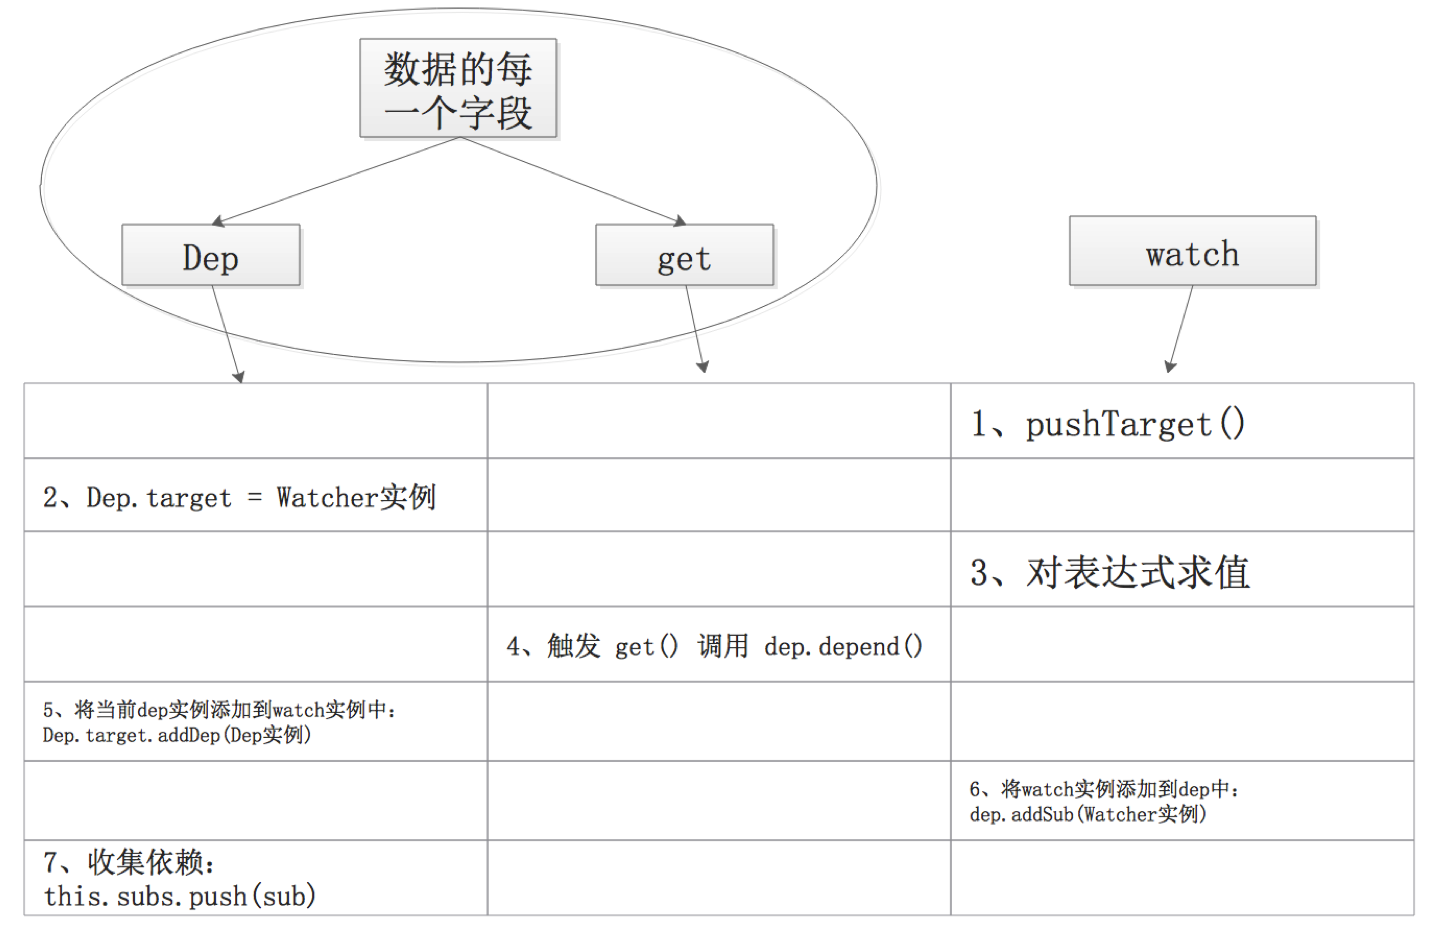 数据的每
一个字段
Dep
get
watch
1、pushTarget()
2、Dep.target = Watcher实例
3、对表达式求值
4、触发 get() 调用 dep.depend()
5、将当前dep实例添加到watch实例中：
Dep.target.addDep(Dep实例)
6、将watch实例添加到dep中：
dep.addSub(Watcher实例)
7、收集依赖：
this.subs.push(sub)